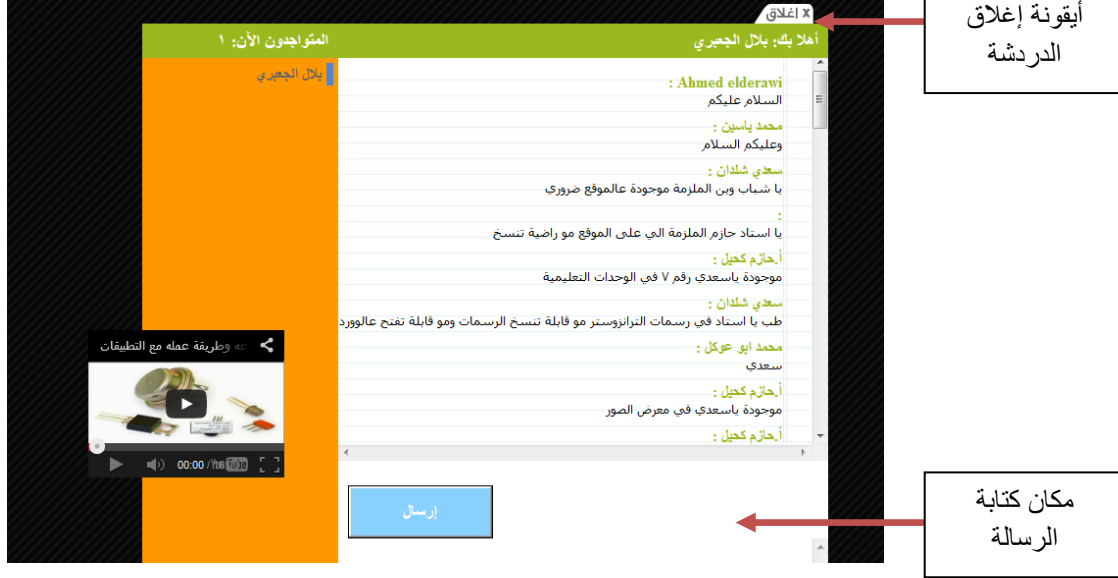 أيقونة إغلاق
الدردشة
x إغلاق
أهلا بك: بلال الجعبري
المتواجدون الآن: ١
بلال الجعبري
Ahmed elderawi :
السلام عليكم
محمد ياسين :
وعليكم السلام
سعدي شلدان :
يا شباب وين الملزمة موجودة عالموقع ضروري
:
يا استاد حازم الملزمة الي على الموقع مو راضية تنسخ
أ.حازم كحيل :
موجودة ياسعدي رقم ٧ في الوحدات التعليمية
سعدي شلدان :
طب يا استاد في رسمات الترانزوستر مو قابلة تنسخ الرسمات ومو قابلة تفتح عالوورد
محمد ابو عوكل :
سعدي
أ.حازم كحيل :
موجودة ياسعدي في معرض الصور
أ.حازم كحيل :
وطريقة عمله مع التطبيقات
00:00 /
إرسال
مكان كتابة
الرسالة